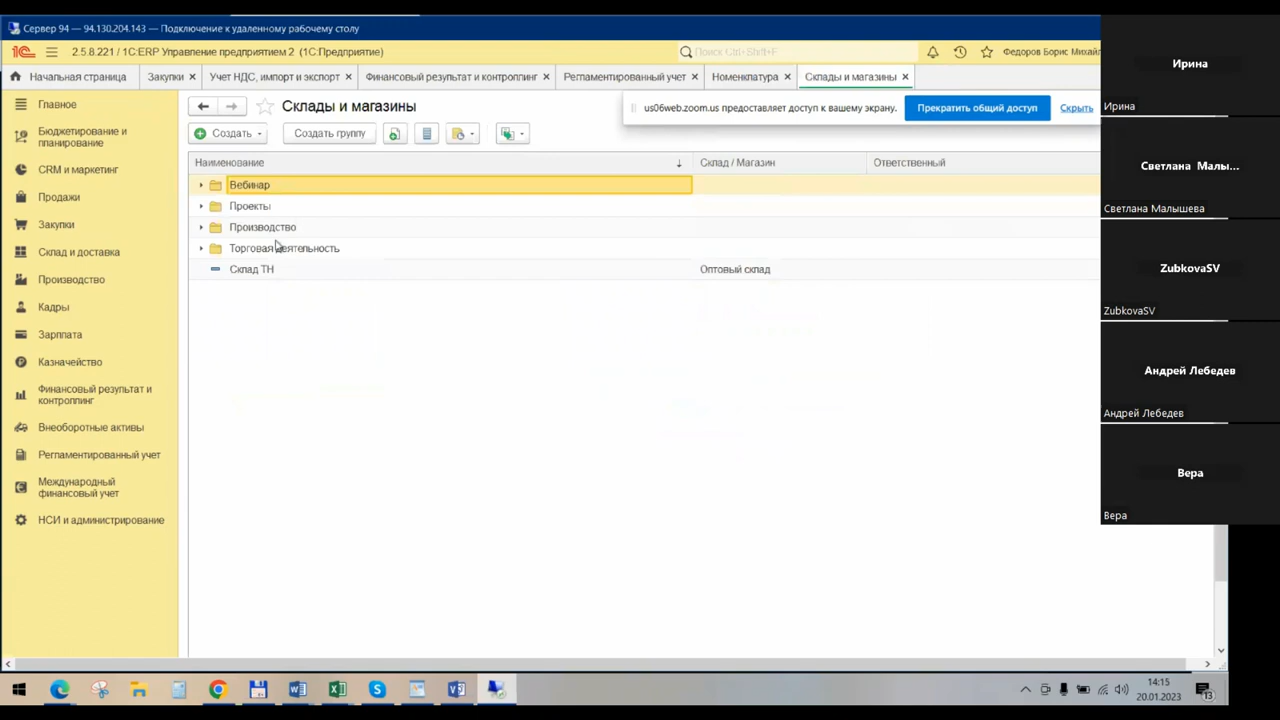 Сервер 94 — 94.130.204.143 — Подключение к удаленному рабочему столу
2.5.8.221 / 1C:ERP Управление предприятием 2 (1С:Предприятие)
Поиск Ctrl+Shift+F
Федоров Борис Михайл
Начальная страница
Закупки
Учет НДС, импорт и экспорт
Финансовый результат и контроллинг
Регламентированный учет
Номенклатура
Склады и магазины
Склады и магазины
us06web.zoom.us предоставляет доступ к вашему экрану.
Прекратить общий доступ
Скрыть
Создать
Создать группу
Наименование
Склад / Магазин
Ответственный
Вебинар
Проекты
Производство
Торговая деятельность
Склад ТН
Оптовый склад
Главное
Бюджетирование и
планирование
CRM и маркетинг
Продажи
Закупки
Склад и доставка
Производство
Кадры
Зарплата
Казначейство
Финансовый результат и
контроллинг
Внеоборотные активы
Регламентированный учет
Международный
финансовый учет
НСИ и администрирование
Ирина
Ирина
Светлана Малы...
Светлана Малышева
ZubkovaSV
ZubkovaSV
Андрей Лебедев
Андрей Лебедев
Вера
Вера
14:15
20.01.2023
13